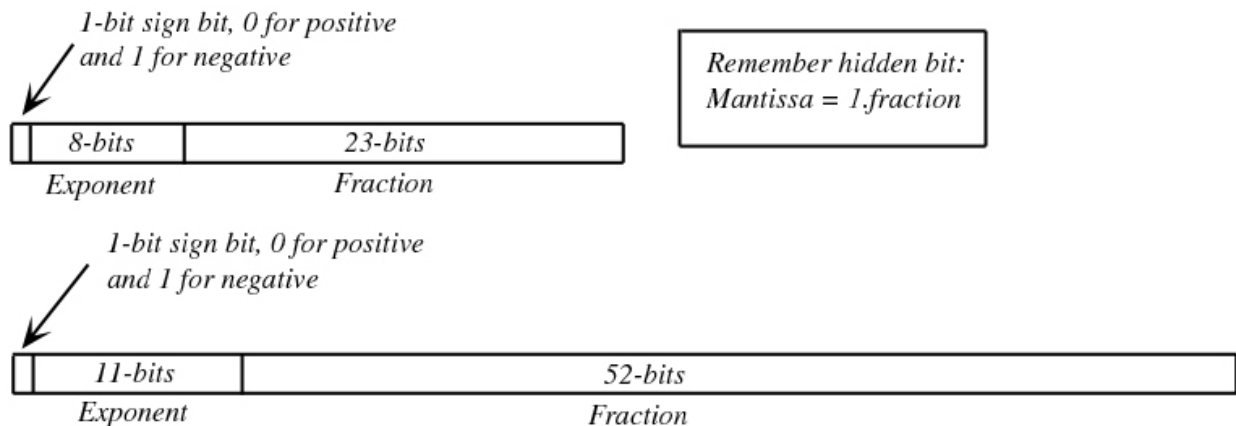 1-bit sign bit, 0 for positive
and 1 for negative
Remember hidden bit:
Mantissa = 1.fraction
8-bits
23-bits
Exponent
Fraction
1-bit sign bit, 0 for positive
and 1 for negative
11-bits
52-bits
Exponent
Fraction